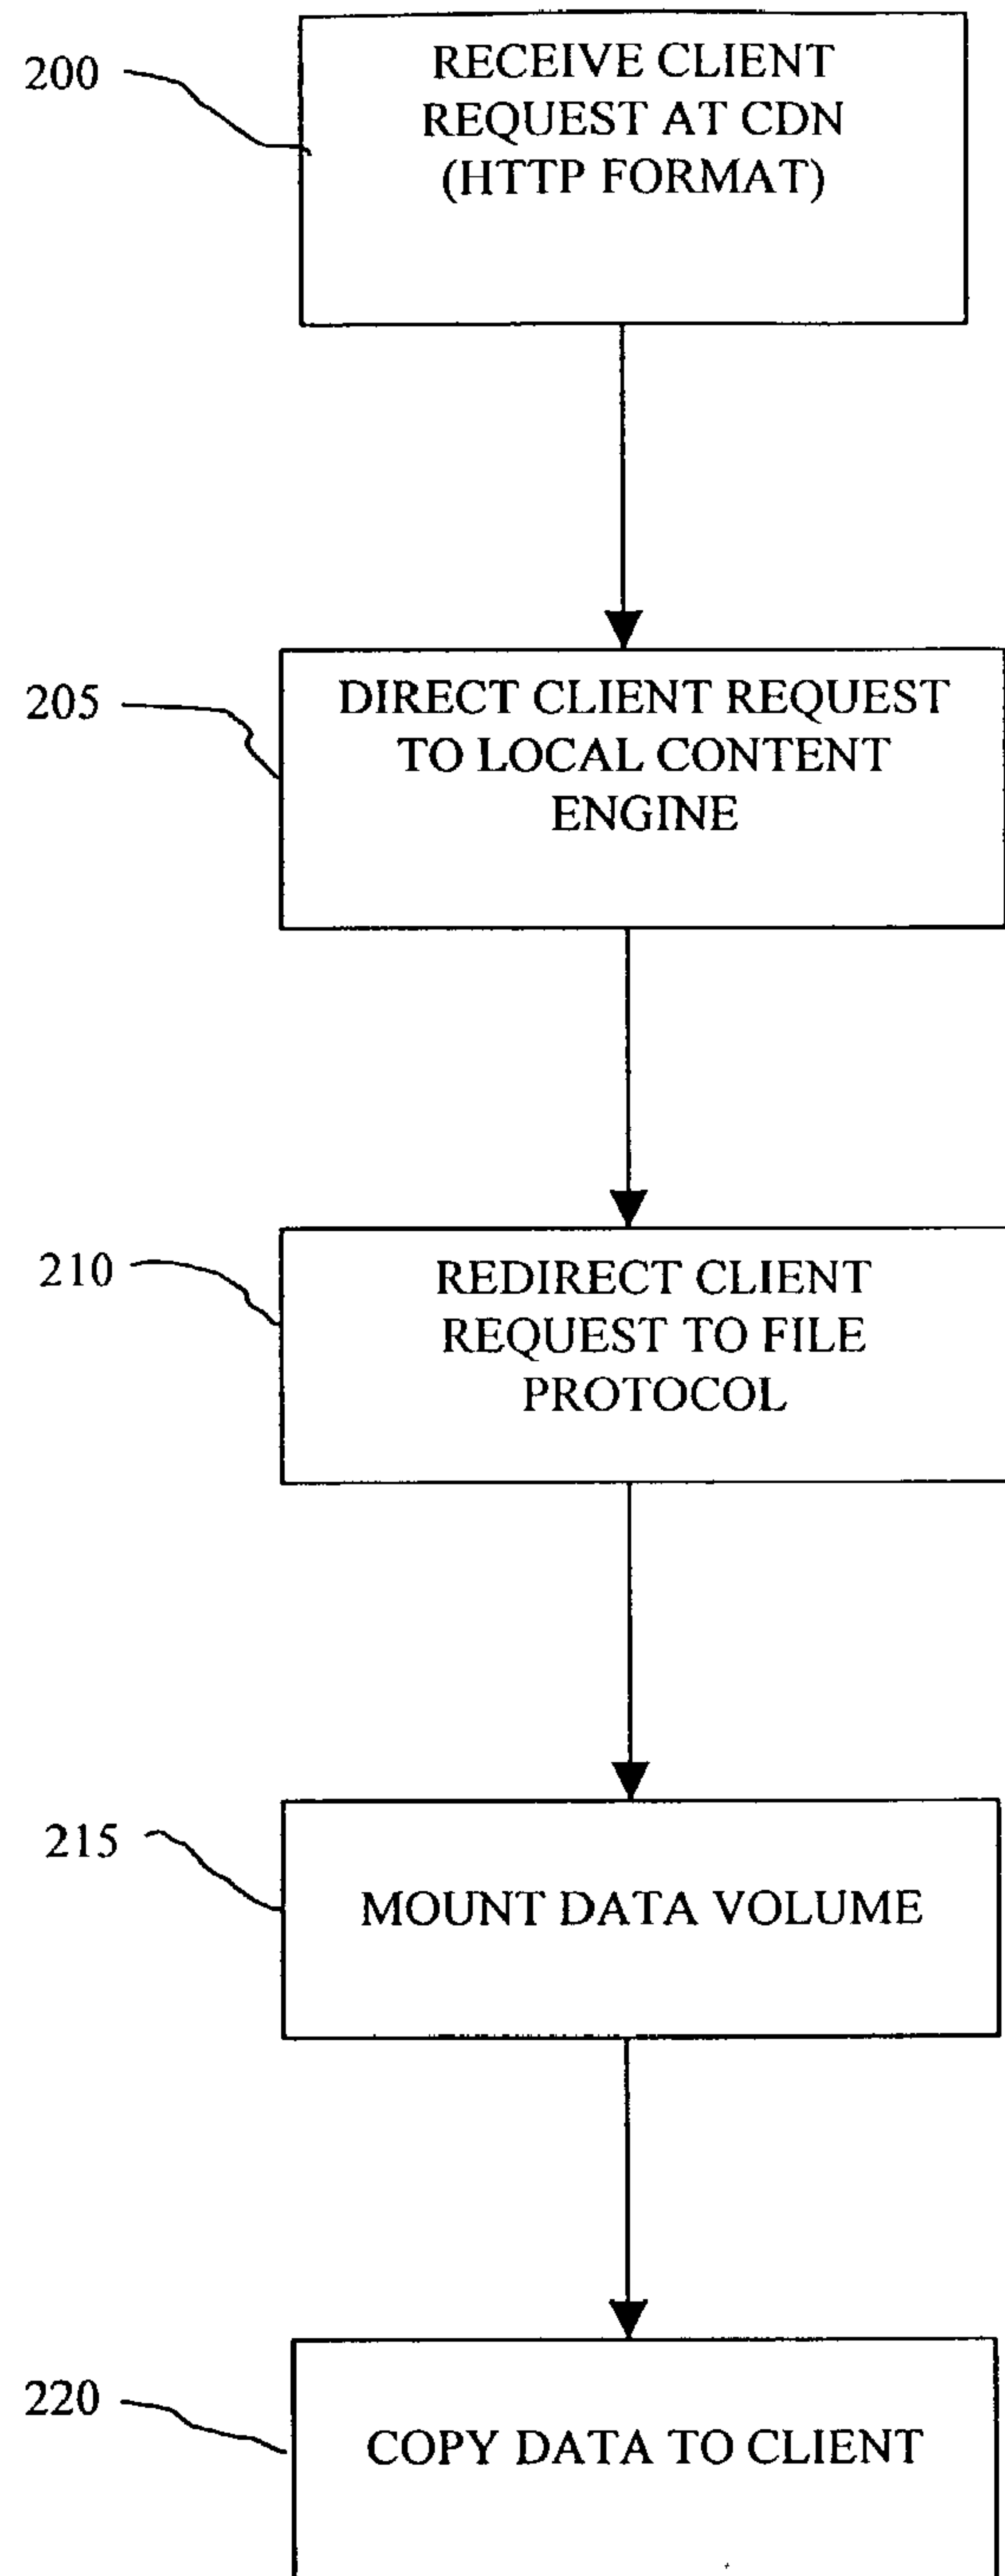 200
RECEIVE CLIENT
REQUEST AT CDN
(HTTP FORMAT)
205
DIRECT CLIENT REQUEST
TO LOCAL CONTENT
ENGINE
210
REDIRECT CLIENT
REQUEST TO FILE
PROTOCOL
215
MOUNT DATA VOLUME
220
COPY DATA TO CLIENT